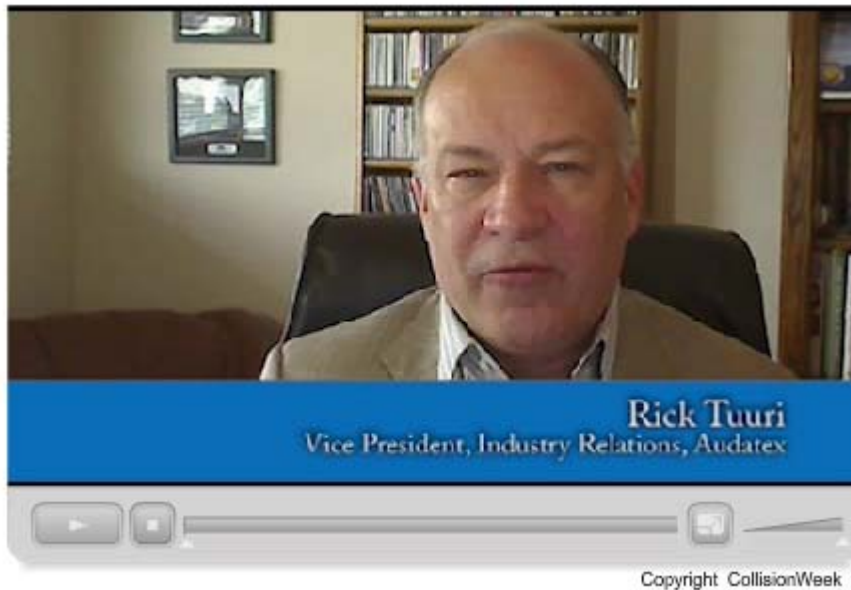 Rick Tuuri
Vice President, Industry Relations, Audatex
Copyright CollisionWeek